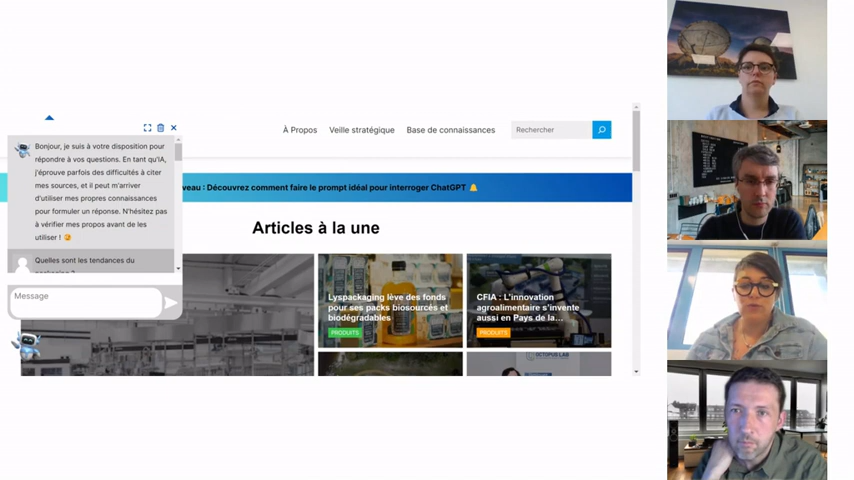 À Propos
Veille stratégique
Base de connaissances
Rechercher
Bonjour, je suis à votre disposition pour
répondre à vos questions. En tant qu'IA,
j'éprouve parfois des difficultés à citer
mes sources, et il peut m'arriver
d'utiliser mes propres connaissances
pour formuler un réponse. N'hésitez pas
à vérifier mes propos avant de les
utiliser !
Quelles sont les tendances du
packaging ?
Message
veau : Découvrez comment faire le prompt idéal pour interroger ChatGPT
Articles à la une
Lyspackaging lève des fonds
pour ses packs biosourcés et
biodégradables
PRODUITS
CFIA : L'innovation
agroalimentaire s'invente
aussi en Pays de la...
PRODUITS
OCTOPUS LAB